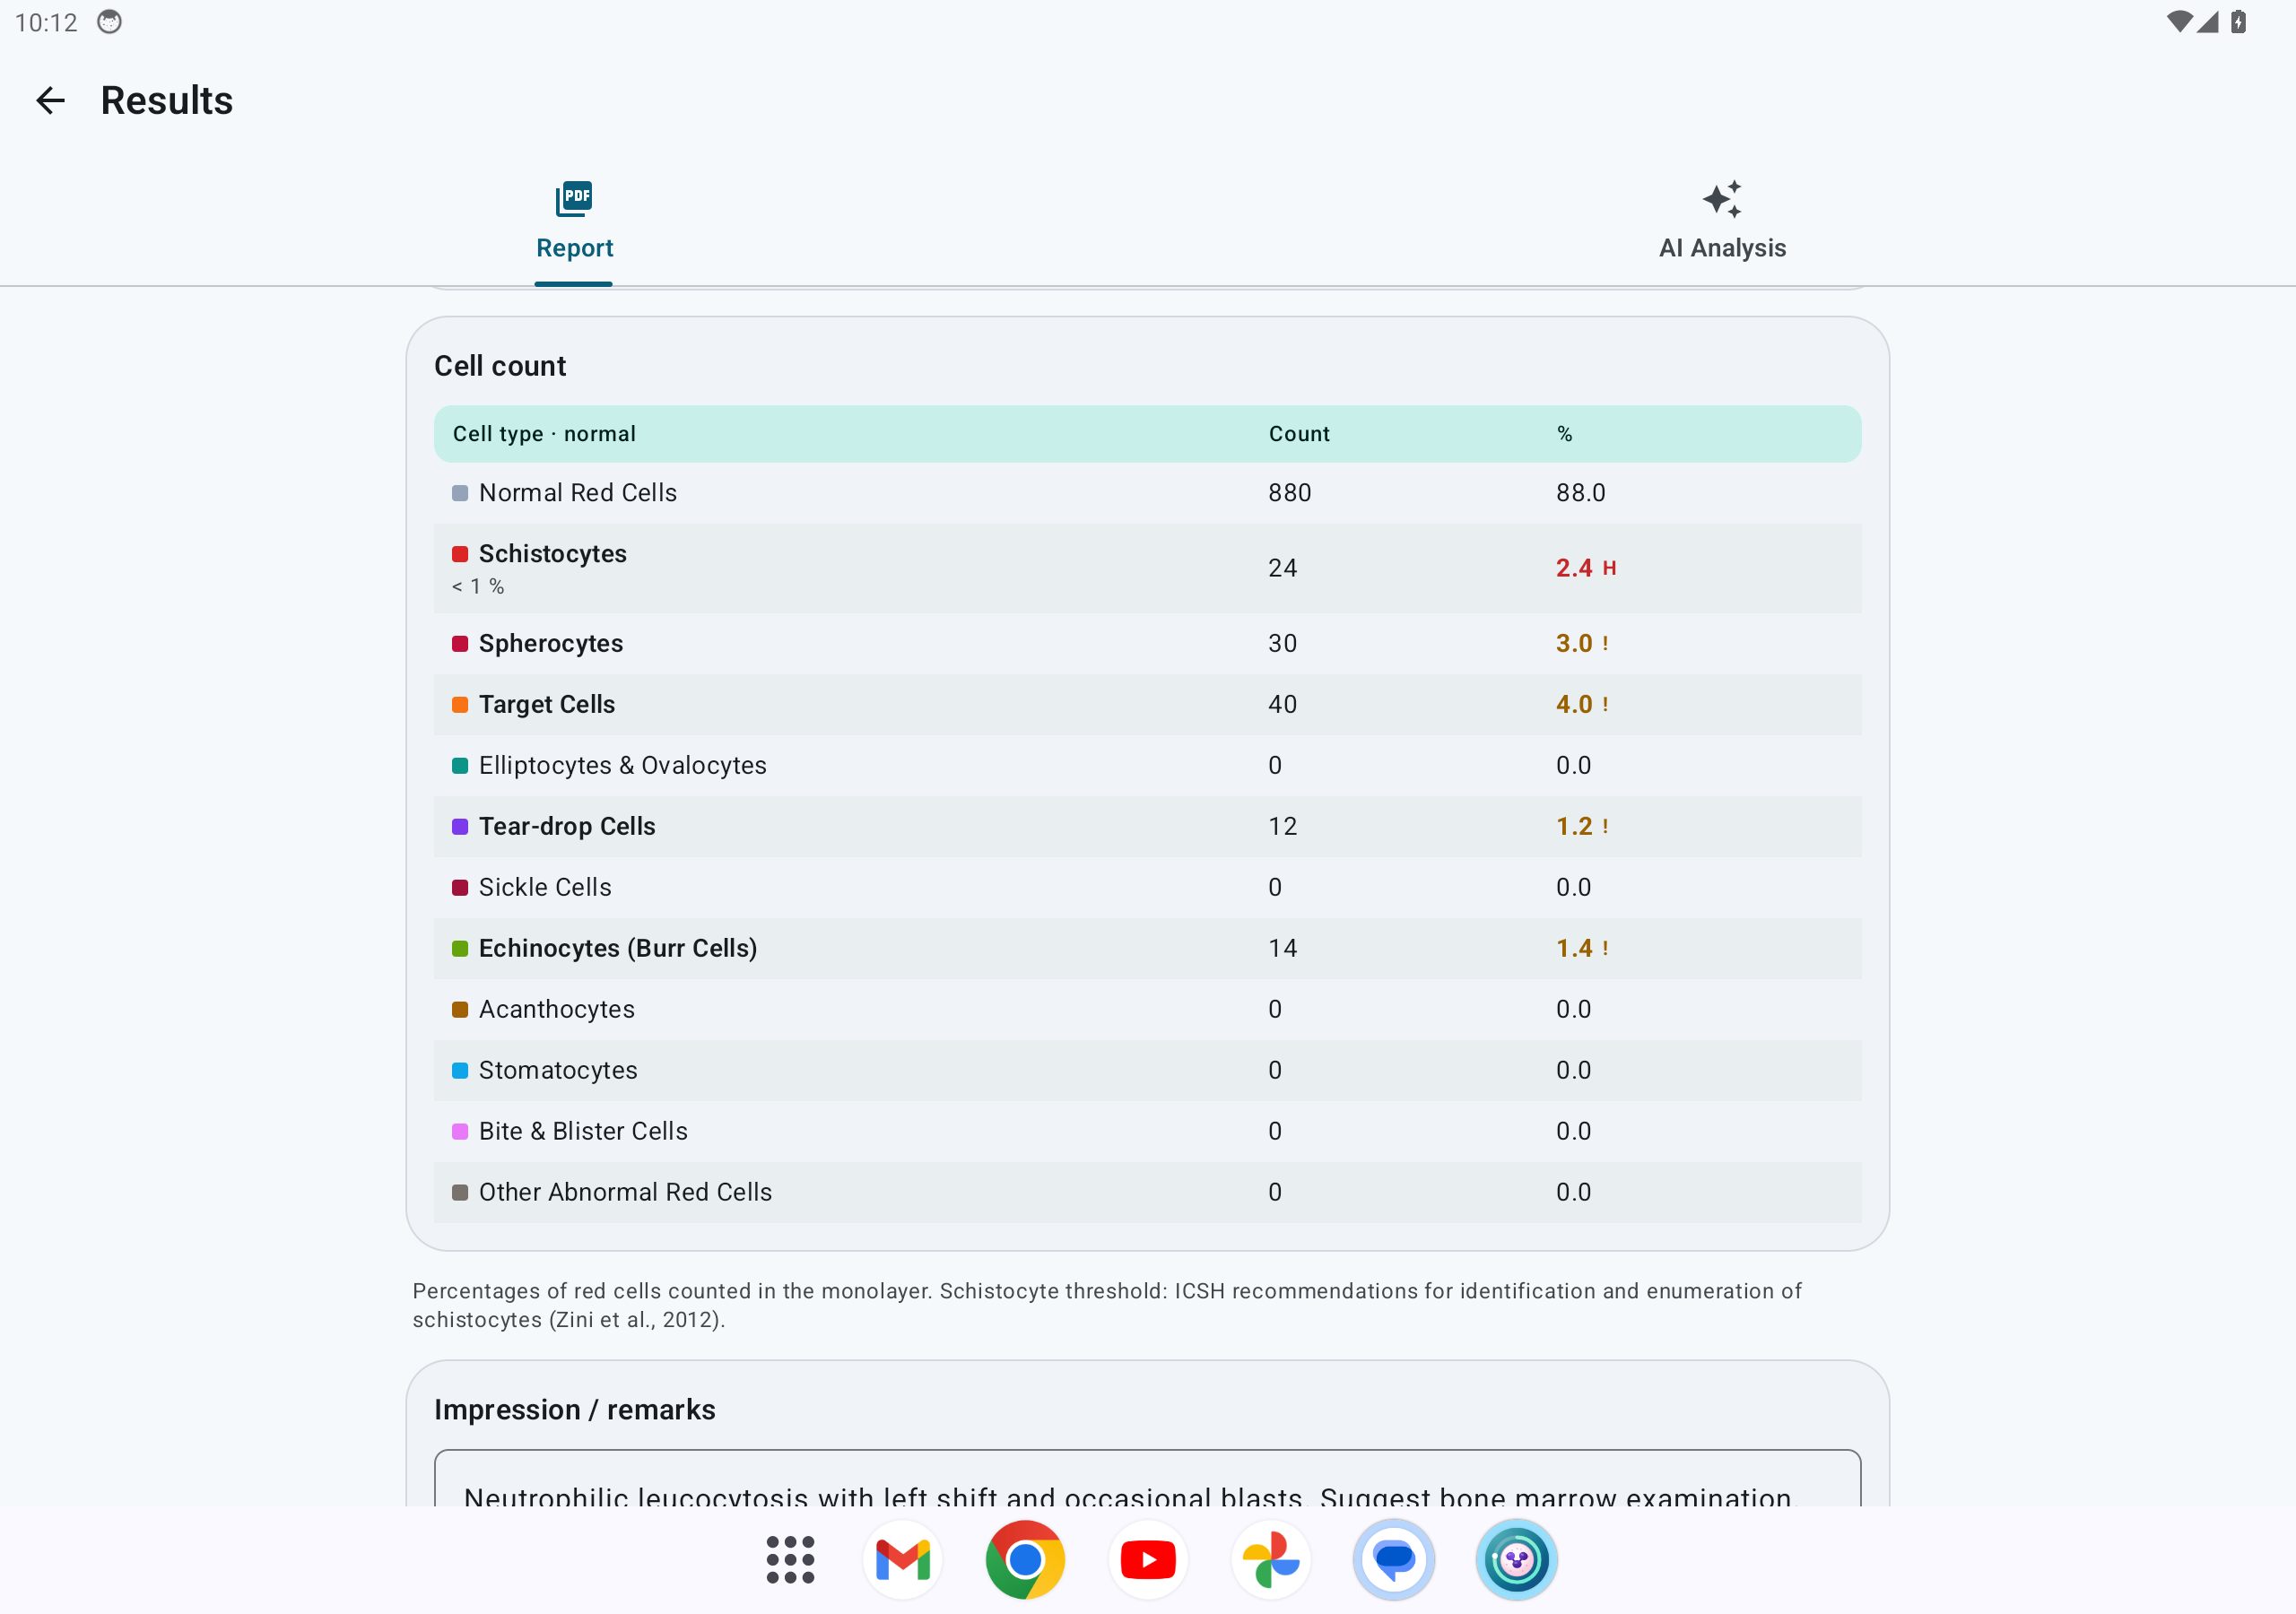 10:12
Results
PDF
Report
AI Analysis
Cell count
Cell type · normal Count %
Normal Red Cells 880 88.0
Schistocytes 24 2.4 H
< 1 %
Spherocytes 30 3.0 !
Target Cells 40 4.0 !
Elliptocytes & Ovalocytes 0 0.0
Tear-drop Cells 12 1.2 !
Sickle Cells 0 0.0
Echinocytes (Burr Cells) 14 1.4 !
Acanthocytes 0 0.0
Stomatocytes 0 0.0
Bite & Blister Cells 0 0.0
Other Abnormal Red Cells 0 0.0
Percentages of red cells counted in the monolayer. Schistocyte threshold: ICSH recommendations for identification and enumeration of
schistocytes (Zini et al., 2012).
Impression / remarks
Neutrophilic leucocytosis with left shift and occasional blasts. Suggest bone marrow examination.